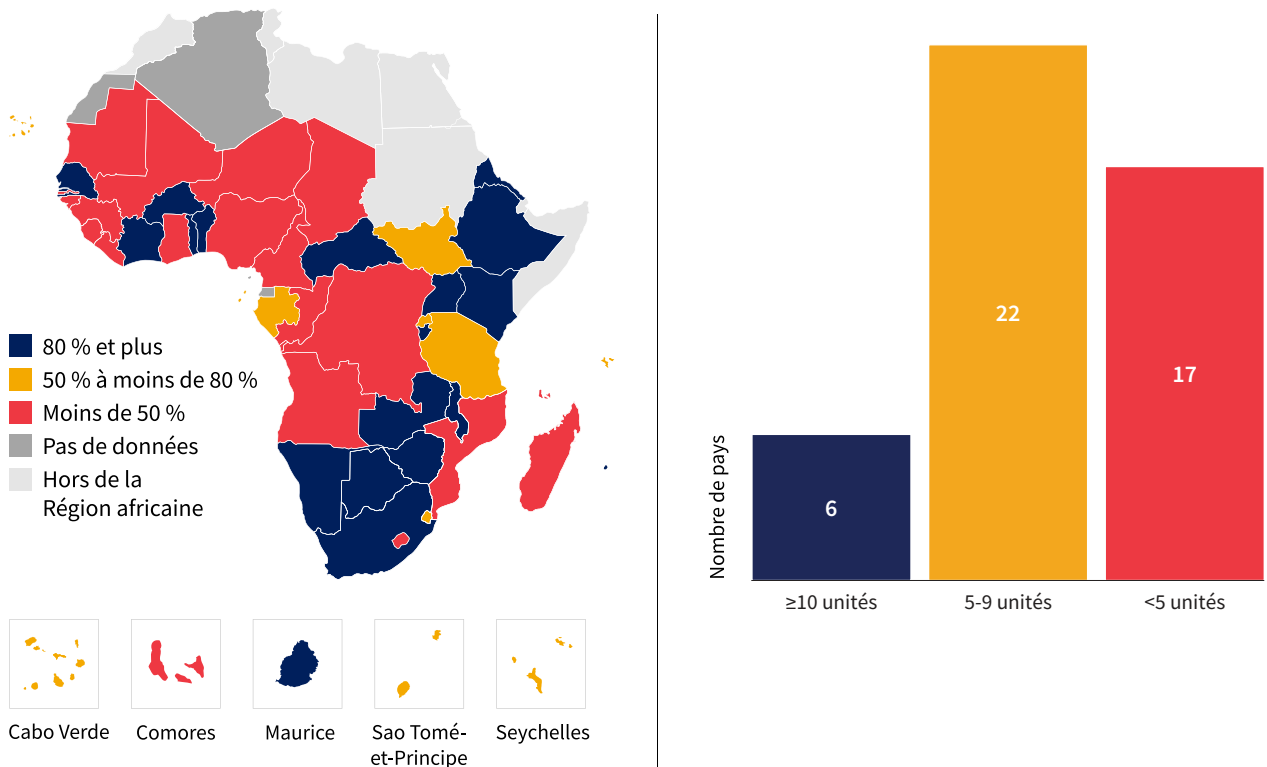 80 % et plus
50 % à moins de 80 %
Moins de 50 %
Pas de données
Hors de la
Région africaine
Cabo Verde
Comores
Maurice
Sao Tomé-
et-Principe
Seychelles
Nombre de pays
6
22
17
≥10 unités
5-9 unités
<5 unités